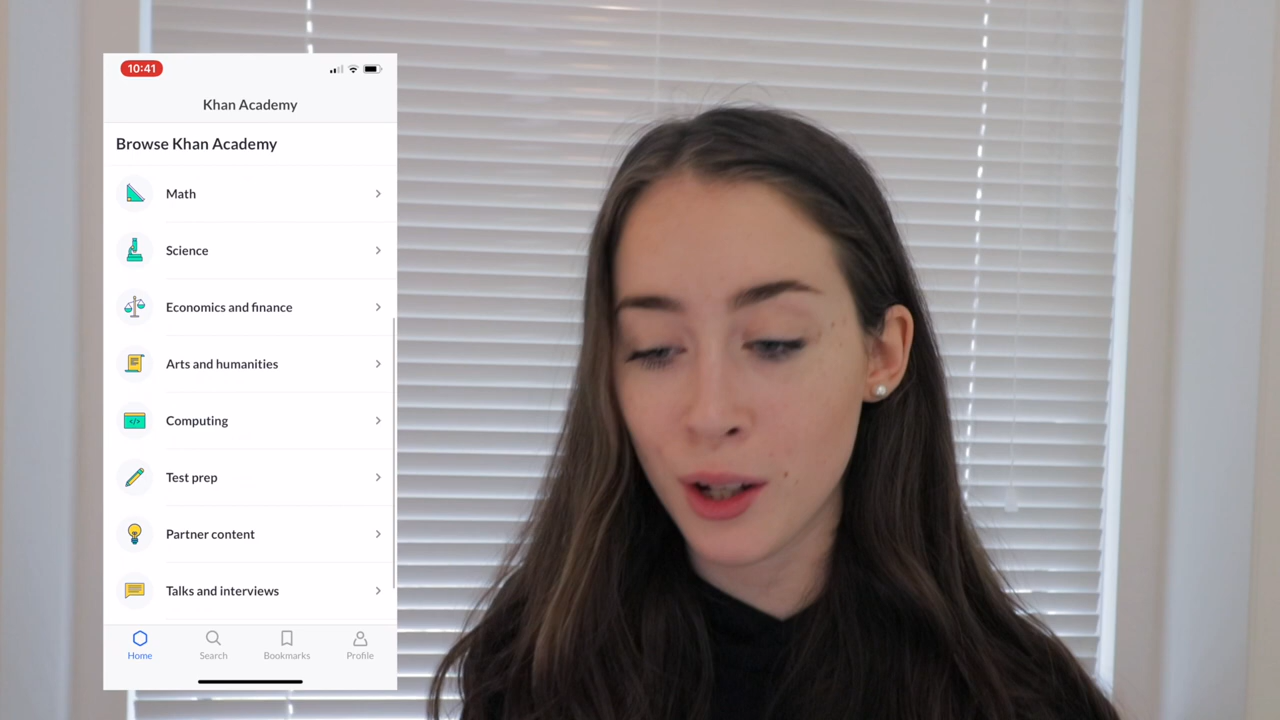 10:41
Khan Academy
Browse Khan Academy
Math
Science
Economics and finance
Arts and humanities
Computing
Test prep
Partner content
Talks and interviews
Home Search Bookmarks Profile